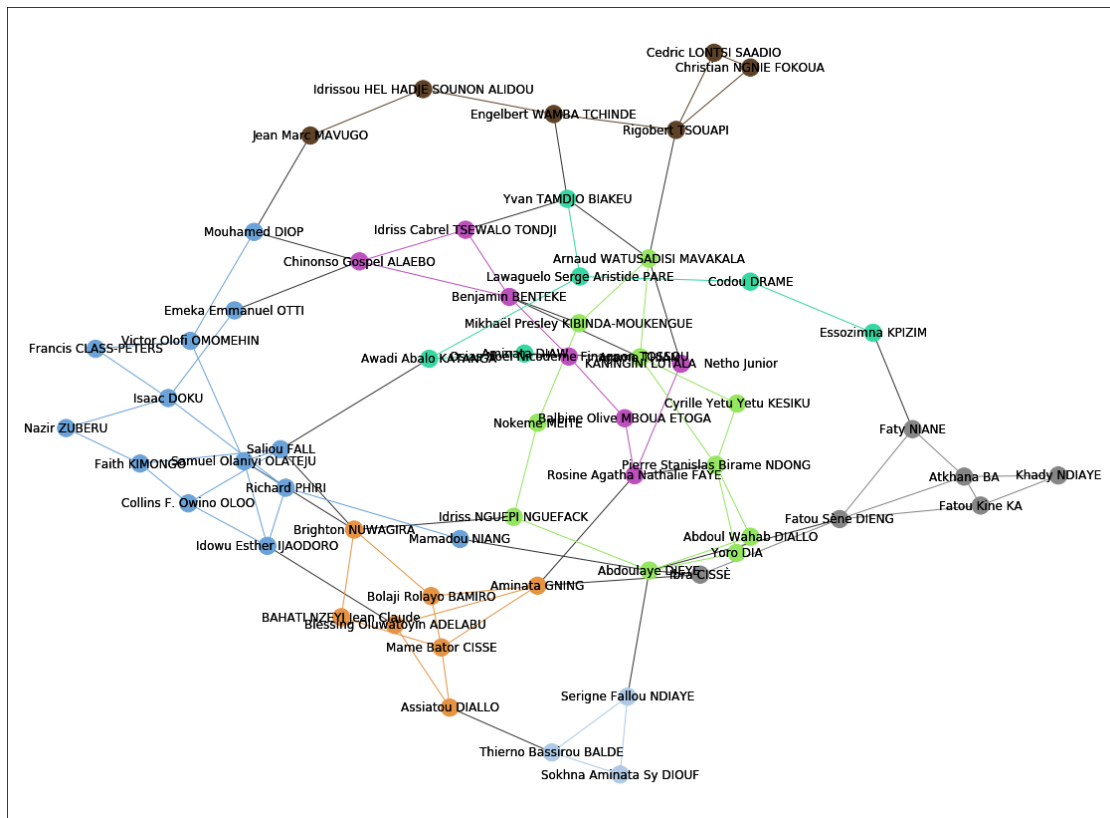 Cedric LONTSI SAADIO
Christian NGNIE FOKOUA
Idrissou HEL HADJE SOUNON ALIDOU
Engelbert WAMBA TCHINDE
Rigobert TSOUAPI
Jean Marc MAVUGO
Yvan TAMDJO BIAKEU
Mouhamed DIOP
Idriss Cabrel TSEWALO TONDJI
Chinonso Gospel ALAEBO
Arnaud WATUSADISI MAVAKALA
Lawaguelo Serge Aristide PARE
Codou DRAME
Benjamin BENTEKE
Emeka Emmanuel OTTI
Mikhael Presley KIBINDA-MOUKENGUE
Essozimna KPIZIM
Victor Olofi OMOMEHIN
Francis CLASS-PETERS
Awadi Abalo KATANGA
Aminata DIAW
KANINGINI LUTALA Netho Junior
Isaac DOKU
Cyrille Yetu Yetu KESIKU
Nokeme MEITE
Balbine Olive MBOUA ETOGA
Nazir ZUBERU
Faty NIANE
Saliou FALL
Samuel Olaniyi OLATEJU
Faith KIMONGO
Pierre Stanislas Birame NDONG
Rosine Agatha Nathalie FAYE
Atkhana BA
Khady NDIAYE
Richard PHIRI
Collins F. Owino OLOO
Fatou Kine KA
Idriss NGUEPI NGUEFACK
Fatou Sène DIENG
Brighton NUWAGIRA
Mamadou NIANG
Abdoul Wahab DIALLO
Idowu Esther IJAODORO
Yoro DIA
Abdoulaye DIEYE
Ibra CISSÈ
Aminata GNING
Bolaji Rolayo BAMIRO
BAHATI NZEYI Jean Claude
Blessing Oluwatoyin ADELABU
Mame Bator CISSE
Serigne Fallou NDIAYE
Assiatou DIALLO
Thierno Bassirou BALDE
Sokhna Aminata Sy DIOUF